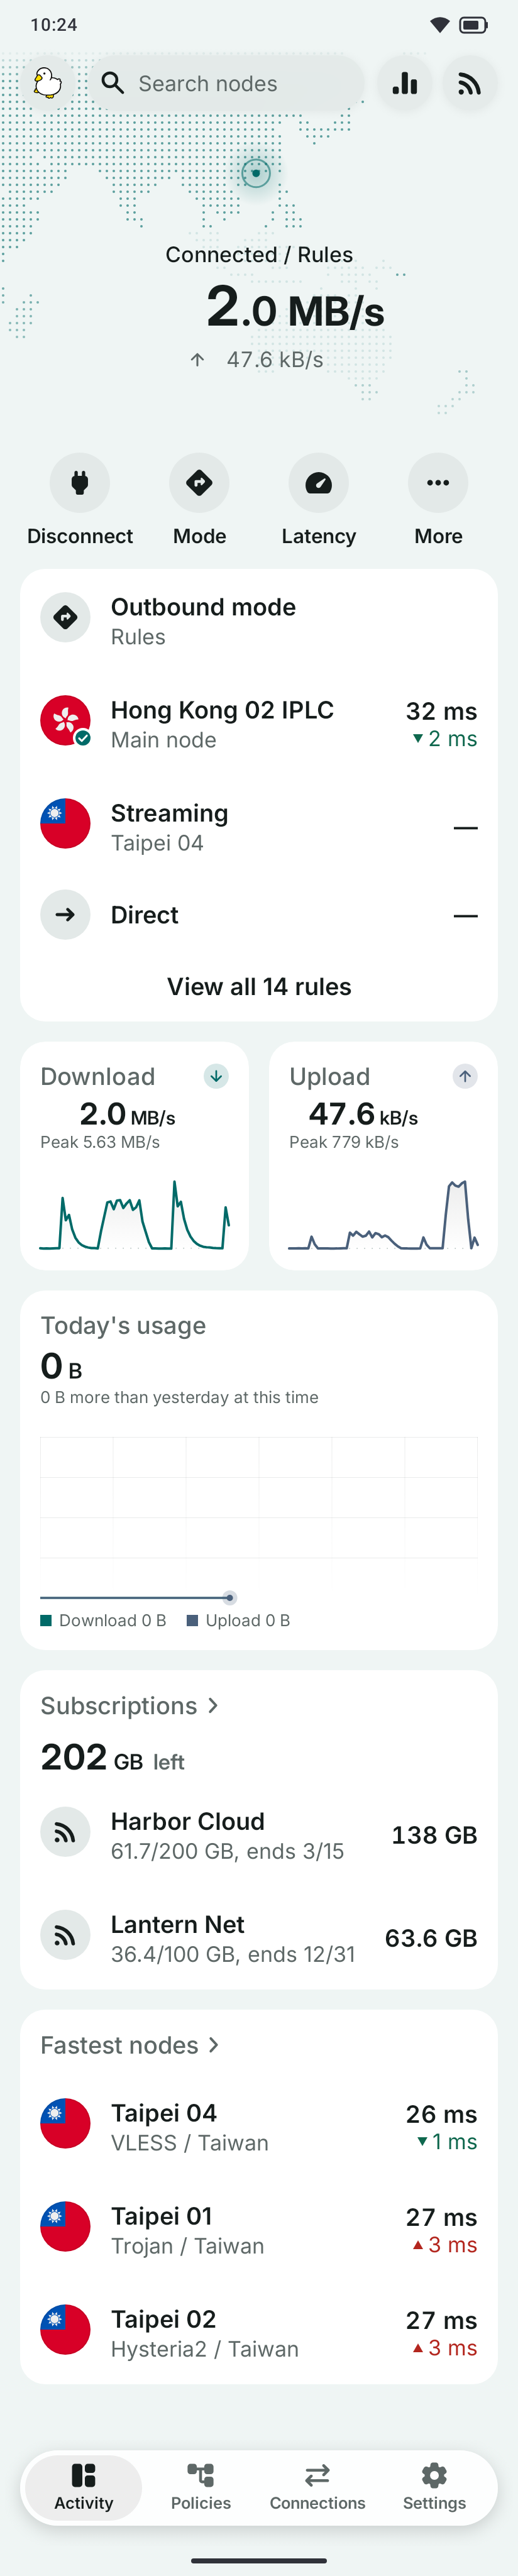 10:24
Search nodes
Connected / Rules
2.0 MB/s
47.6 kB/s
Disconnect
Mode
Latency
More
Outbound mode
Rules
Hong Kong 02 IPLC
32 ms
Main node
▼2 ms
Streaming
Taipei 04
—
Direct
—
View all 14 rules
Download
2.0 MB/s
Peak 5.63 MB/s
Upload
47.6 kB/s
Peak 779 kB/s
Today's usage
0 B
0 B more than yesterday at this time
Download 0 B
Upload 0 B
Subscriptions
202 GB left
Harbor Cloud
61.7/200 GB, ends 3/15
138 GB
Lantern Net
36.4/100 GB, ends 12/31
63.6 GB
Fastest nodes
Taipei 04
26 ms
VLESS / Taiwan
▼1 ms
Taipei 01
27 ms
Trojan / Taiwan
▲3 ms
Taipei 02
27 ms
Hysteria2 / Taiwan
▲3 ms
Activity
Policies
Connections
Settings